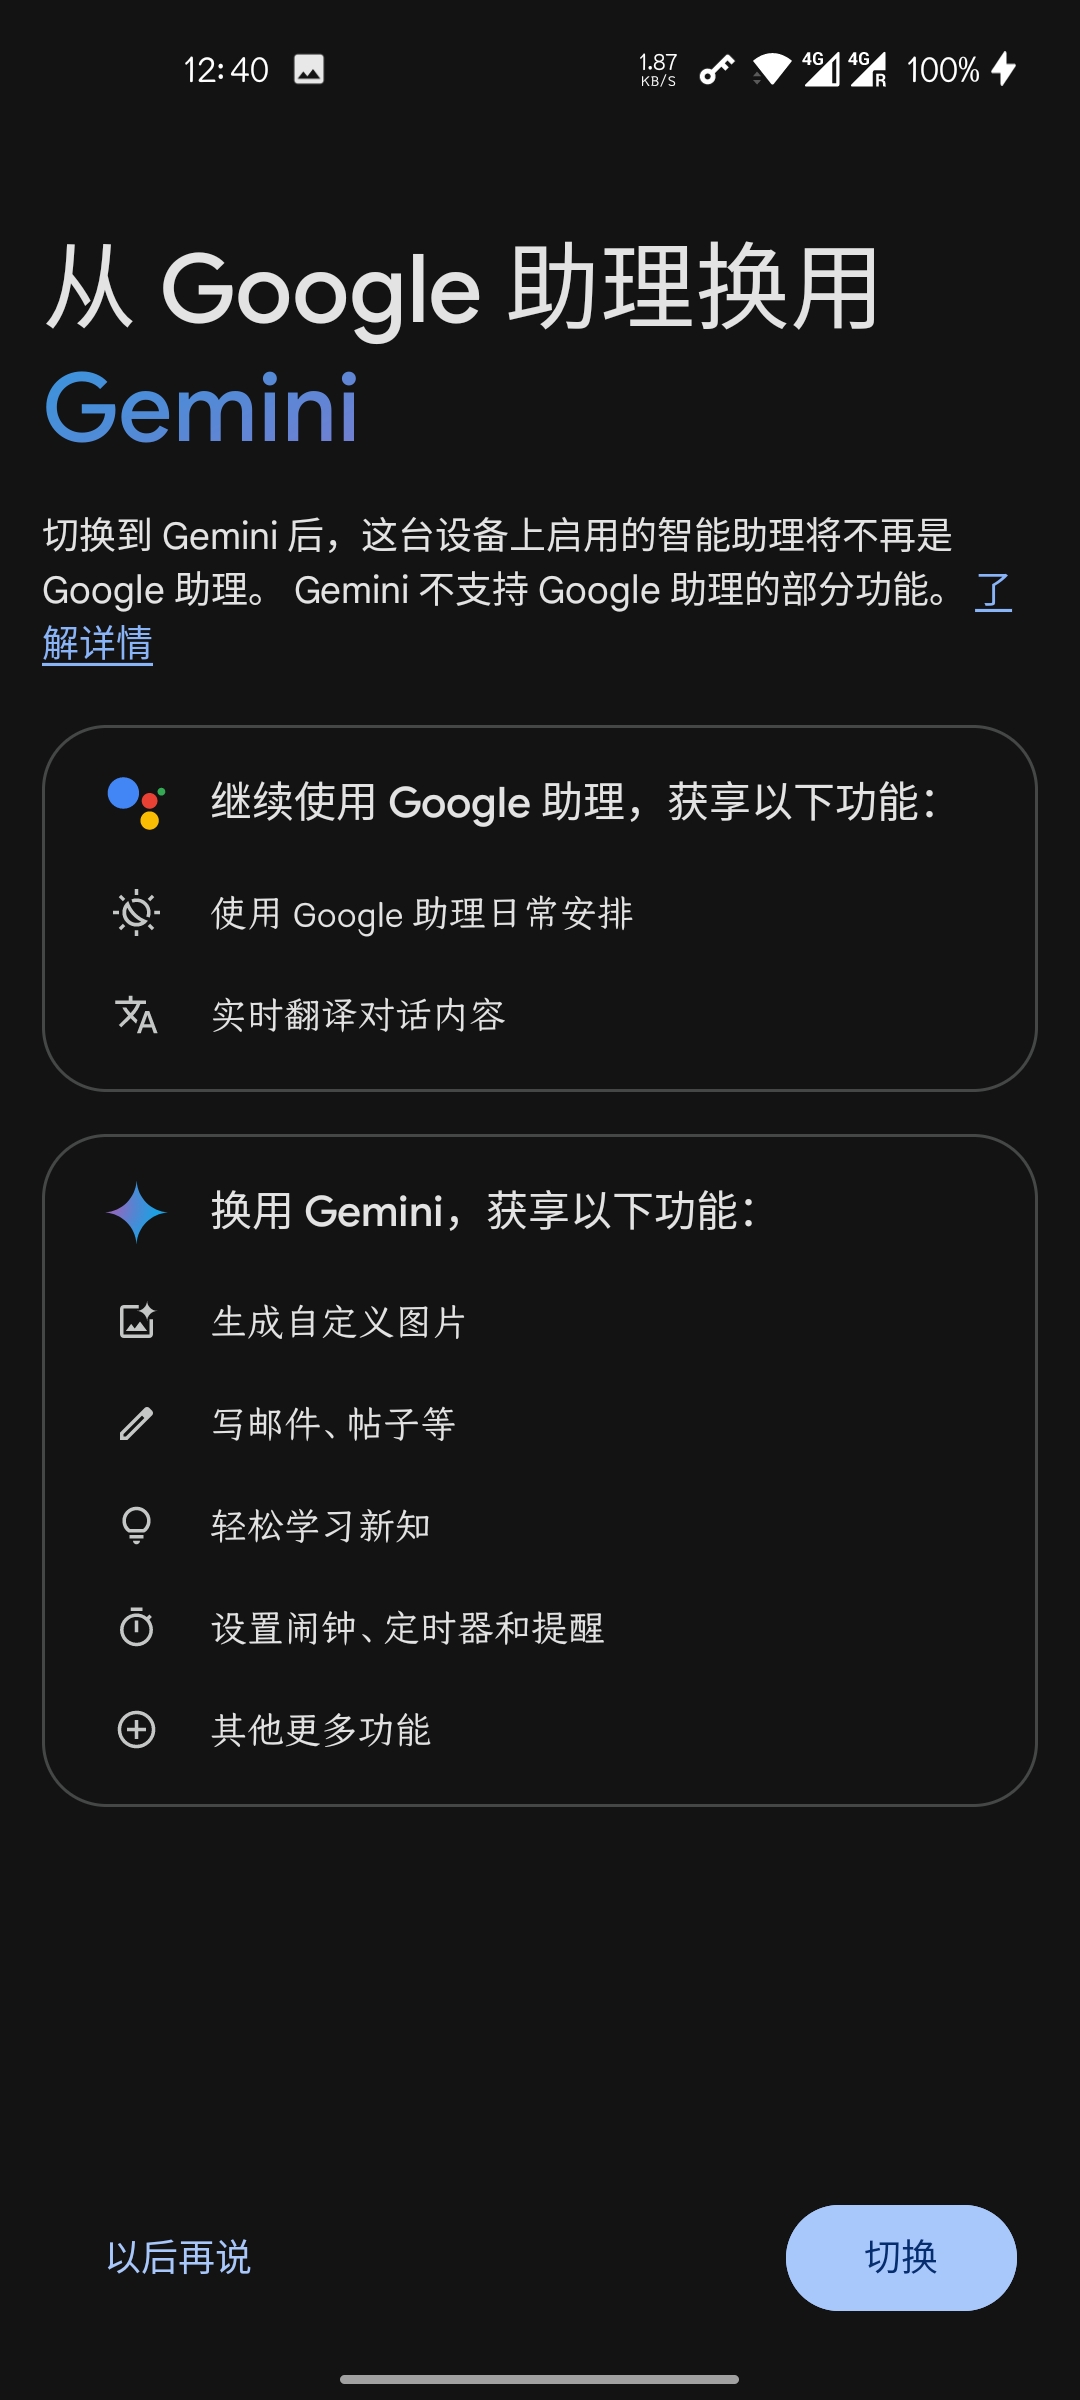 12:40 1.87 KB/S 4G 4G R 100%
从 Google 助理换用
Gemini
切换到 Gemini 后，这台设备上启用的智能助理将不再是
Google 助理。 Gemini 不支持 Google 助理的部分功能。 了
解详情
继续使用 Google 助理，获享以下功能：
使用 Google 助理日常安排
实时翻译对话内容
换用 Gemini，获享以下功能：
生成自定义图片
写邮件、帖子等
轻松学习新知
设置闹钟、定时器和提醒
其他更多功能
以后再说 切换